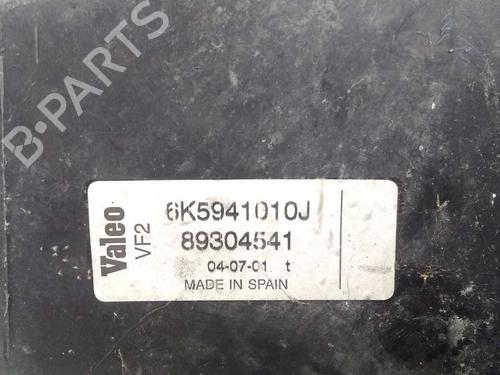 B-PARTS
Valeo
VF2
6K5941010J
89304541
04-07-01 t
MADE IN SPAIN